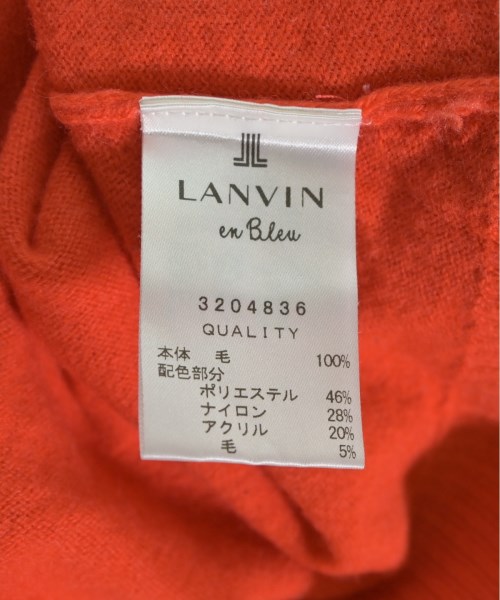 LANVIN
en Bleu
3204836
QUALITY
本体 毛 100%
配色部分
ポリエステル 46%
ナイロン 28%
アクリル 20%
毛 5%